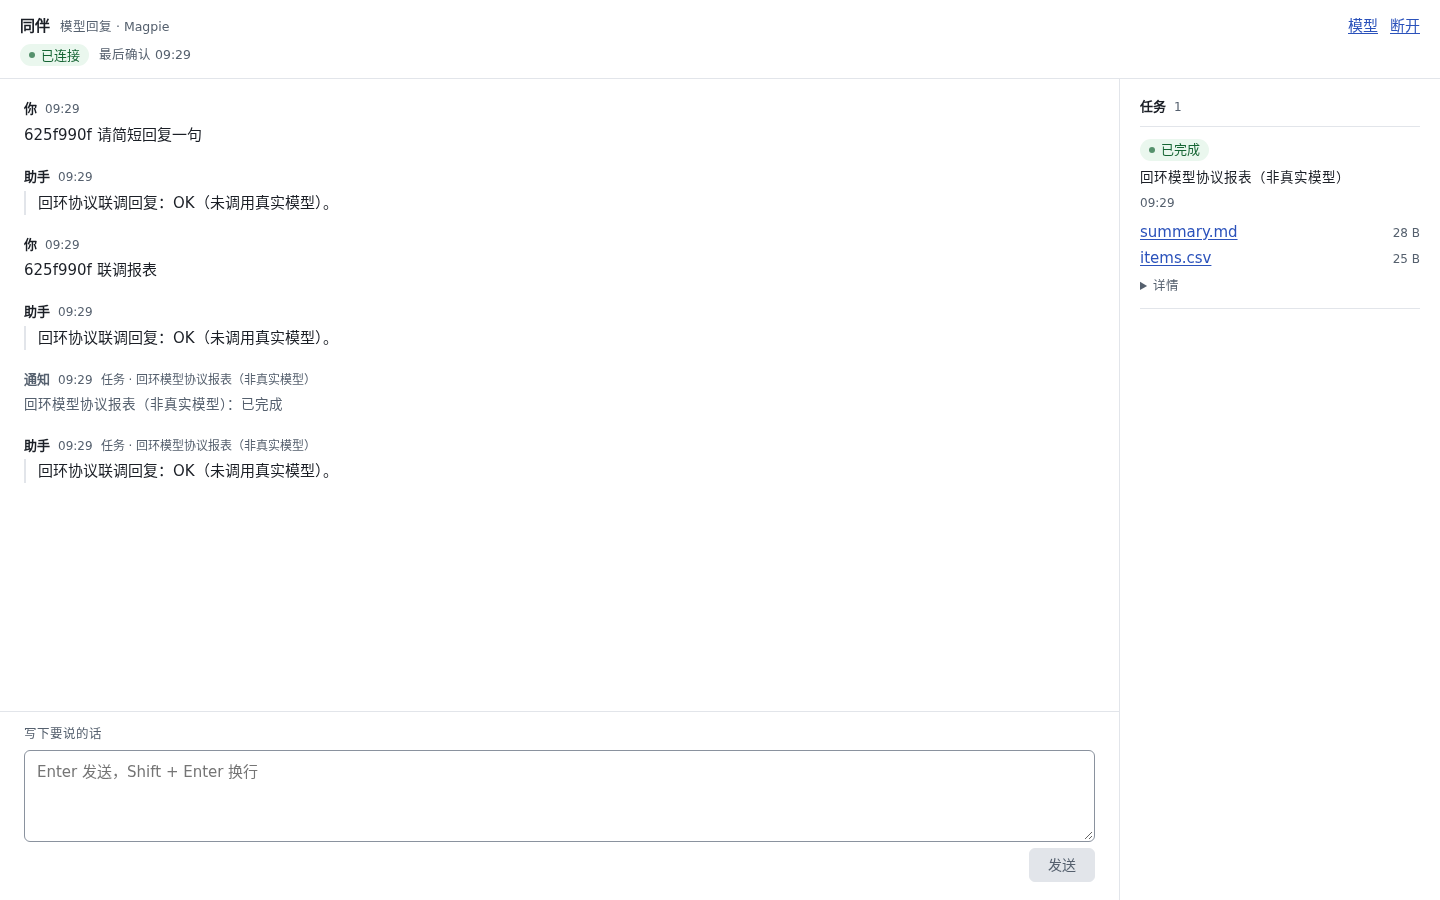 同伴 模型回复 · Magpie
模型 断开
已连接 最后确认 09:29
你 09:29
625f990f 请简短回复一句
助手 09:29
回环协议联调回复：OK（未调用真实模型）。
你 09:29
625f990f 联调报表
助手 09:29
回环协议联调回复：OK（未调用真实模型）。
通知 09:29 任务 · 回环模型协议报表（非真实模型）
回环模型协议报表（非真实模型）：已完成
助手 09:29 任务 · 回环模型协议报表（非真实模型）
回环协议联调回复：OK（未调用真实模型）。
写下要说的话
Enter 发送，Shift + Enter 换行
发送
任务 1
已完成
回环模型协议报表（非真实模型）
09:29
summary.md 28 B
items.csv 25 B
详情